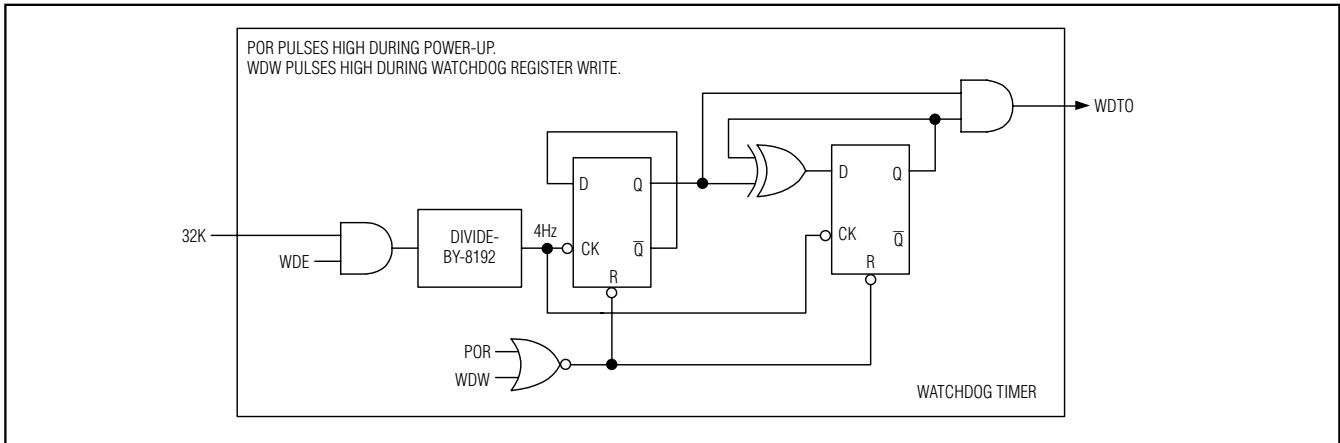 POR PULSES HIGH DURING POWER-UP.
WDW PULSES HIGH DURING WATCHDOG REGISTER WRITE.
WDTO
D
Q
D
Q
32K
DIVIDE-
BY-8192
4Hz
CK
Q̅
CK
Q̅
WDE
R
R
POR
WDW
WATCHDOG TIMER